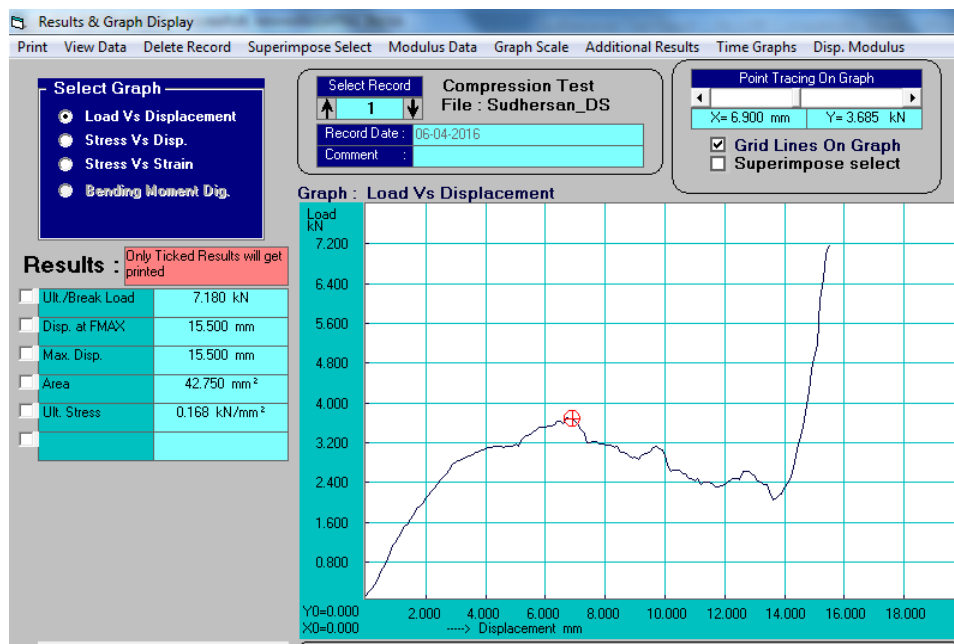 Results & Graph Display
Print View Data Delete Record Superimpose Select Modulus Data Graph Scale Additional Results Time Graphs Disp. Modulus
Select Graph
Load Vs Displacement
Stress Vs Disp.
Stress Vs Strain
Bending Moment Dig.
Select Record
1
Compression Test
File : Sudhersan_DS
Record Date : 06-04-2016
Comment :
Point Tracing On Graph
X= 6.900 mm Y= 3.685 kN
Grid Lines On Graph
Superimpose select
Results : Only Ticked Results will get
printed
Ult./Break Load 7.180 kN
Disp. at FMAX 15.500 mm
Max. Disp. 15.500 mm
Area 42.750 mm²
Ult. Stress 0.168 kN/mm²
Graph : Load Vs Displacement
Load
kN
7.200
6.400
5.600
4.800
4.000
3.200
2.400
1.600
0.800
Y0=0.000
X0=0.000
2.000 4.000 6.000 8.000 10.000 12.000 14.000 16.000 18.000
----> Displacement mm